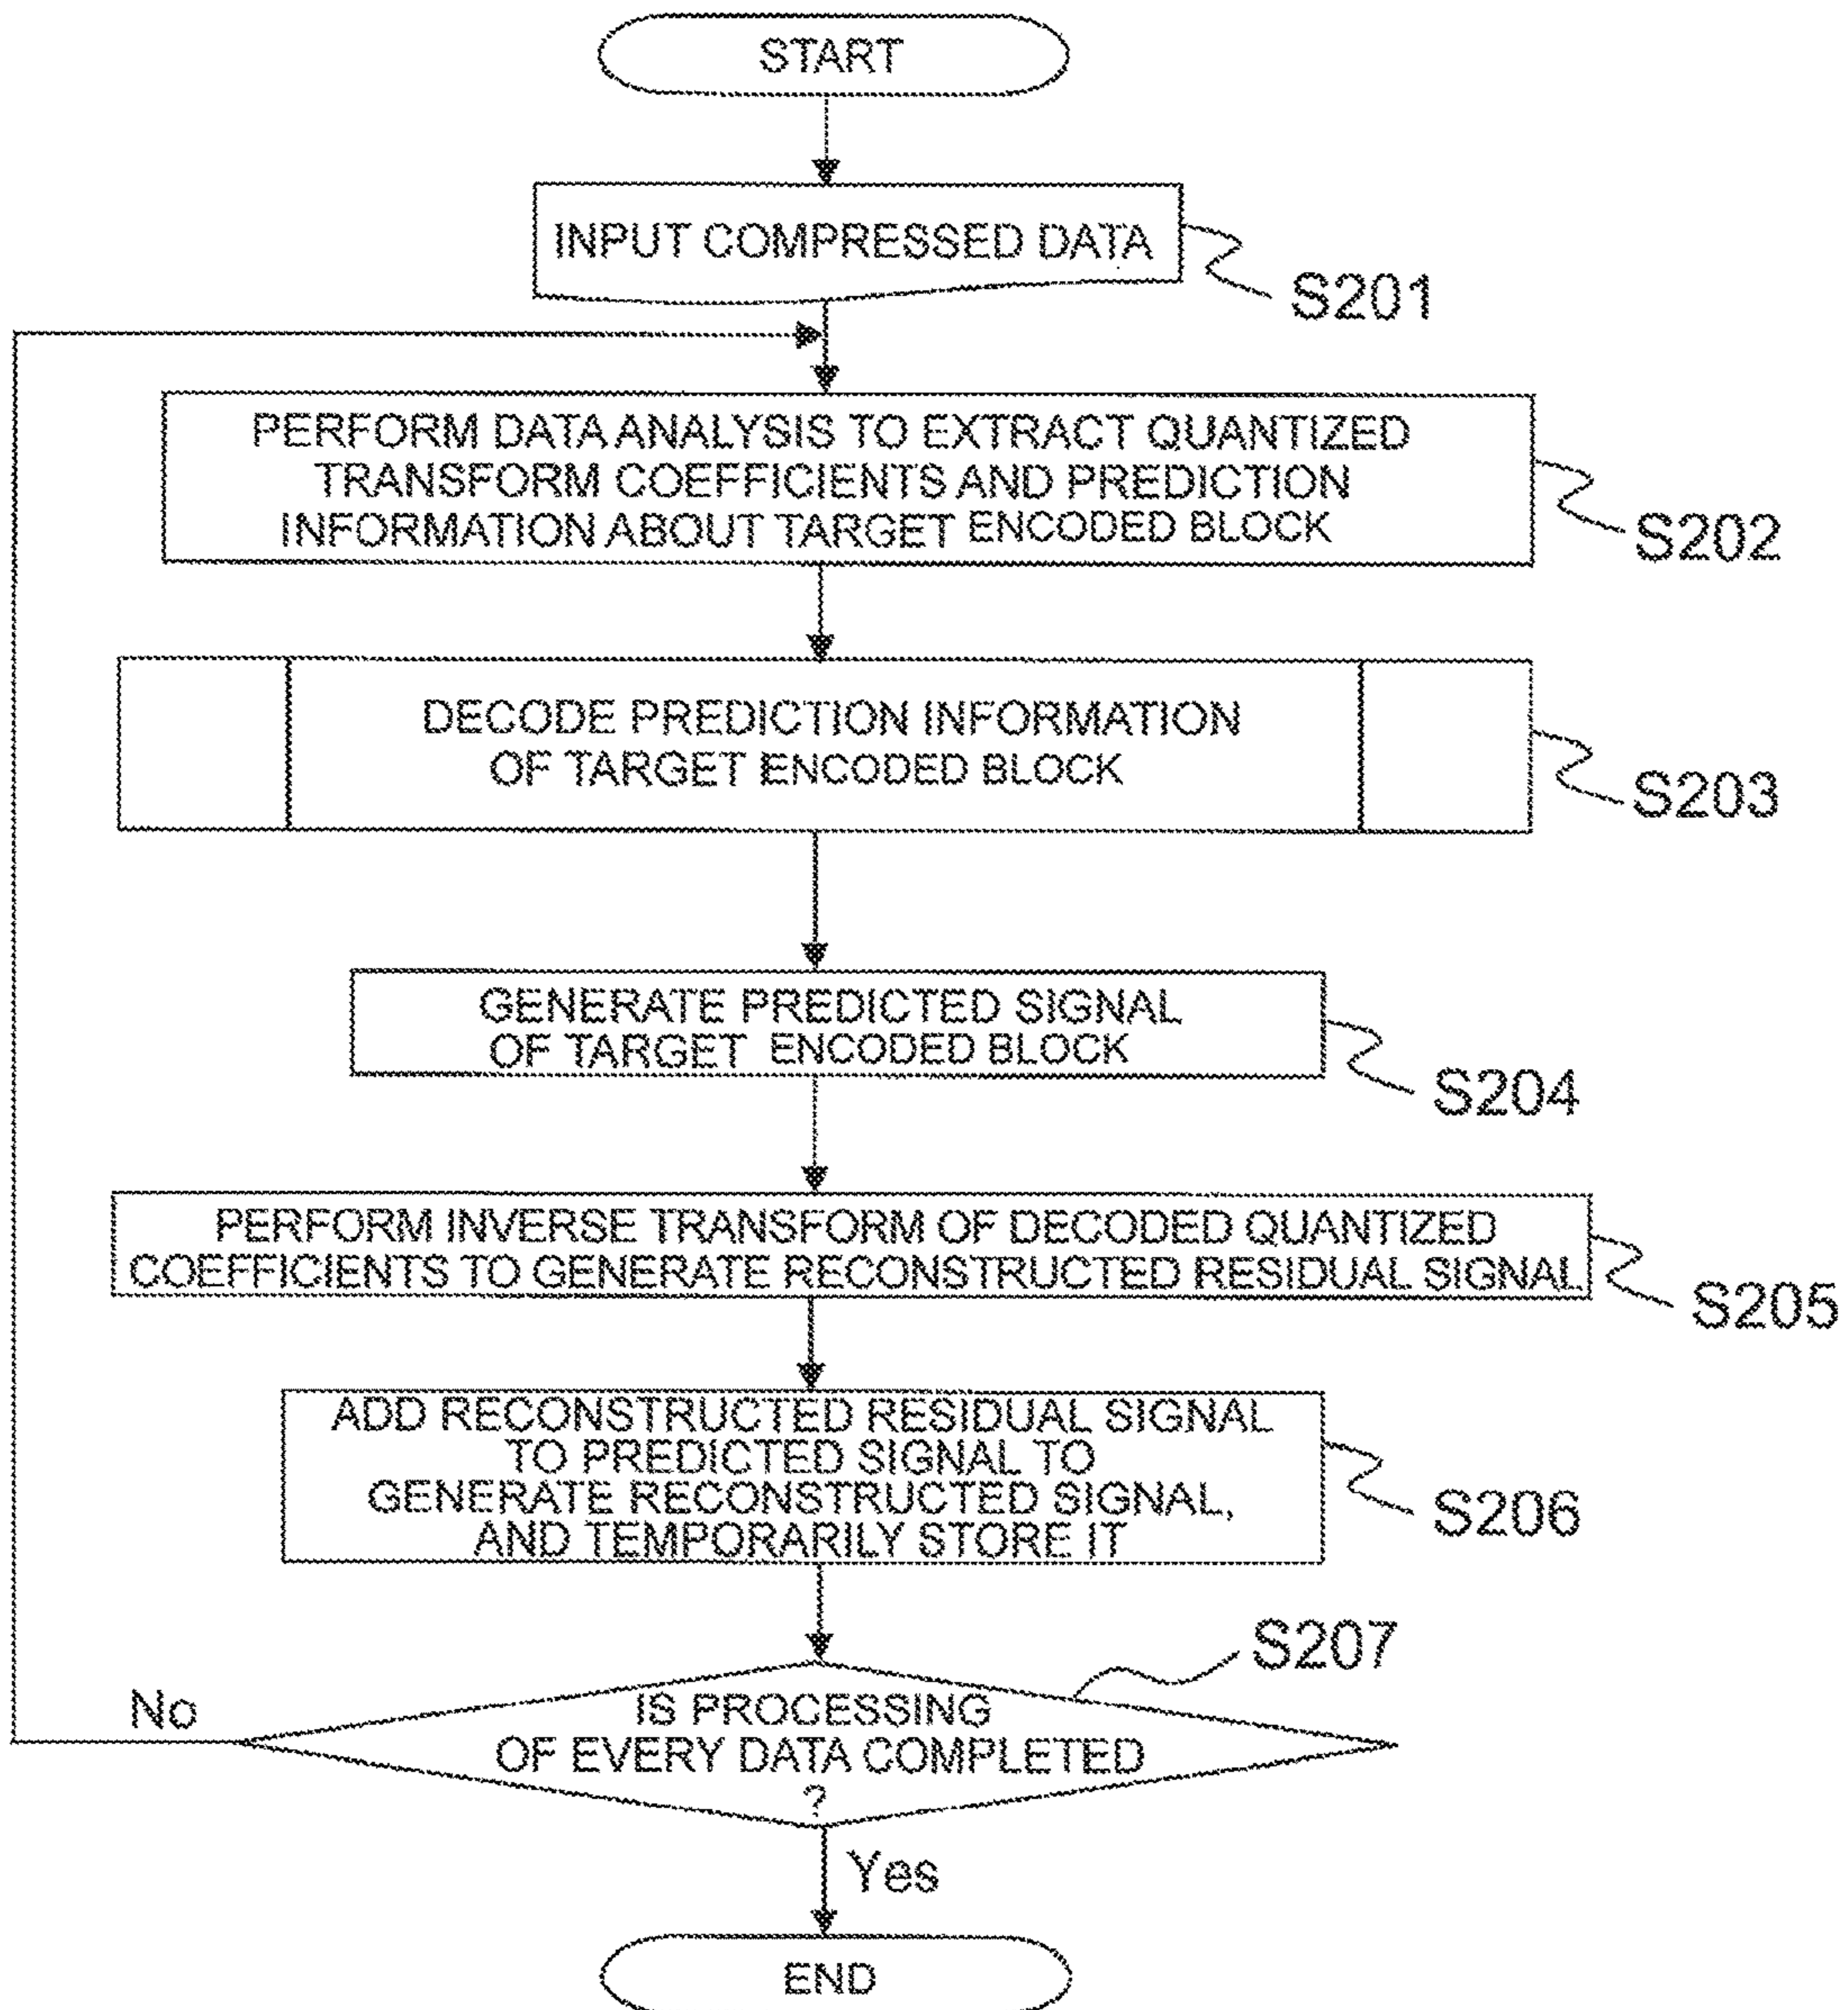 START
INPUT COMPRESSED DATA
S201
PERFORM DATA ANALYSIS TO EXTRACT QUANTIZED
TRANSFORM COEFFICIENTS AND PREDICTION
INFORMATION ABOUT TARGET ENCODED BLOCK
S202
DECODE PREDICTION INFORMATION
OF TARGET ENCODED BLOCK
S203
GENERATE PREDICTED SIGNAL
OF TARGET ENCODED BLOCK
S204
PERFORM INVERSE TRANSFORM OF DECODED QUANTIZED
COEFFICIENTS TO GENERATE RECONSTRUCTED RESIDUAL SIGNAL
S205
ADD RECONSTRUCTED RESIDUAL SIGNAL
TO PREDICTED SIGNAL TO
GENERATE RECONSTRUCTED SIGNAL,
AND TEMPORARILY STORE IT
S206
S207
No
IS PROCESSING
OF EVERY DATA COMPLETED
?
Yes
END